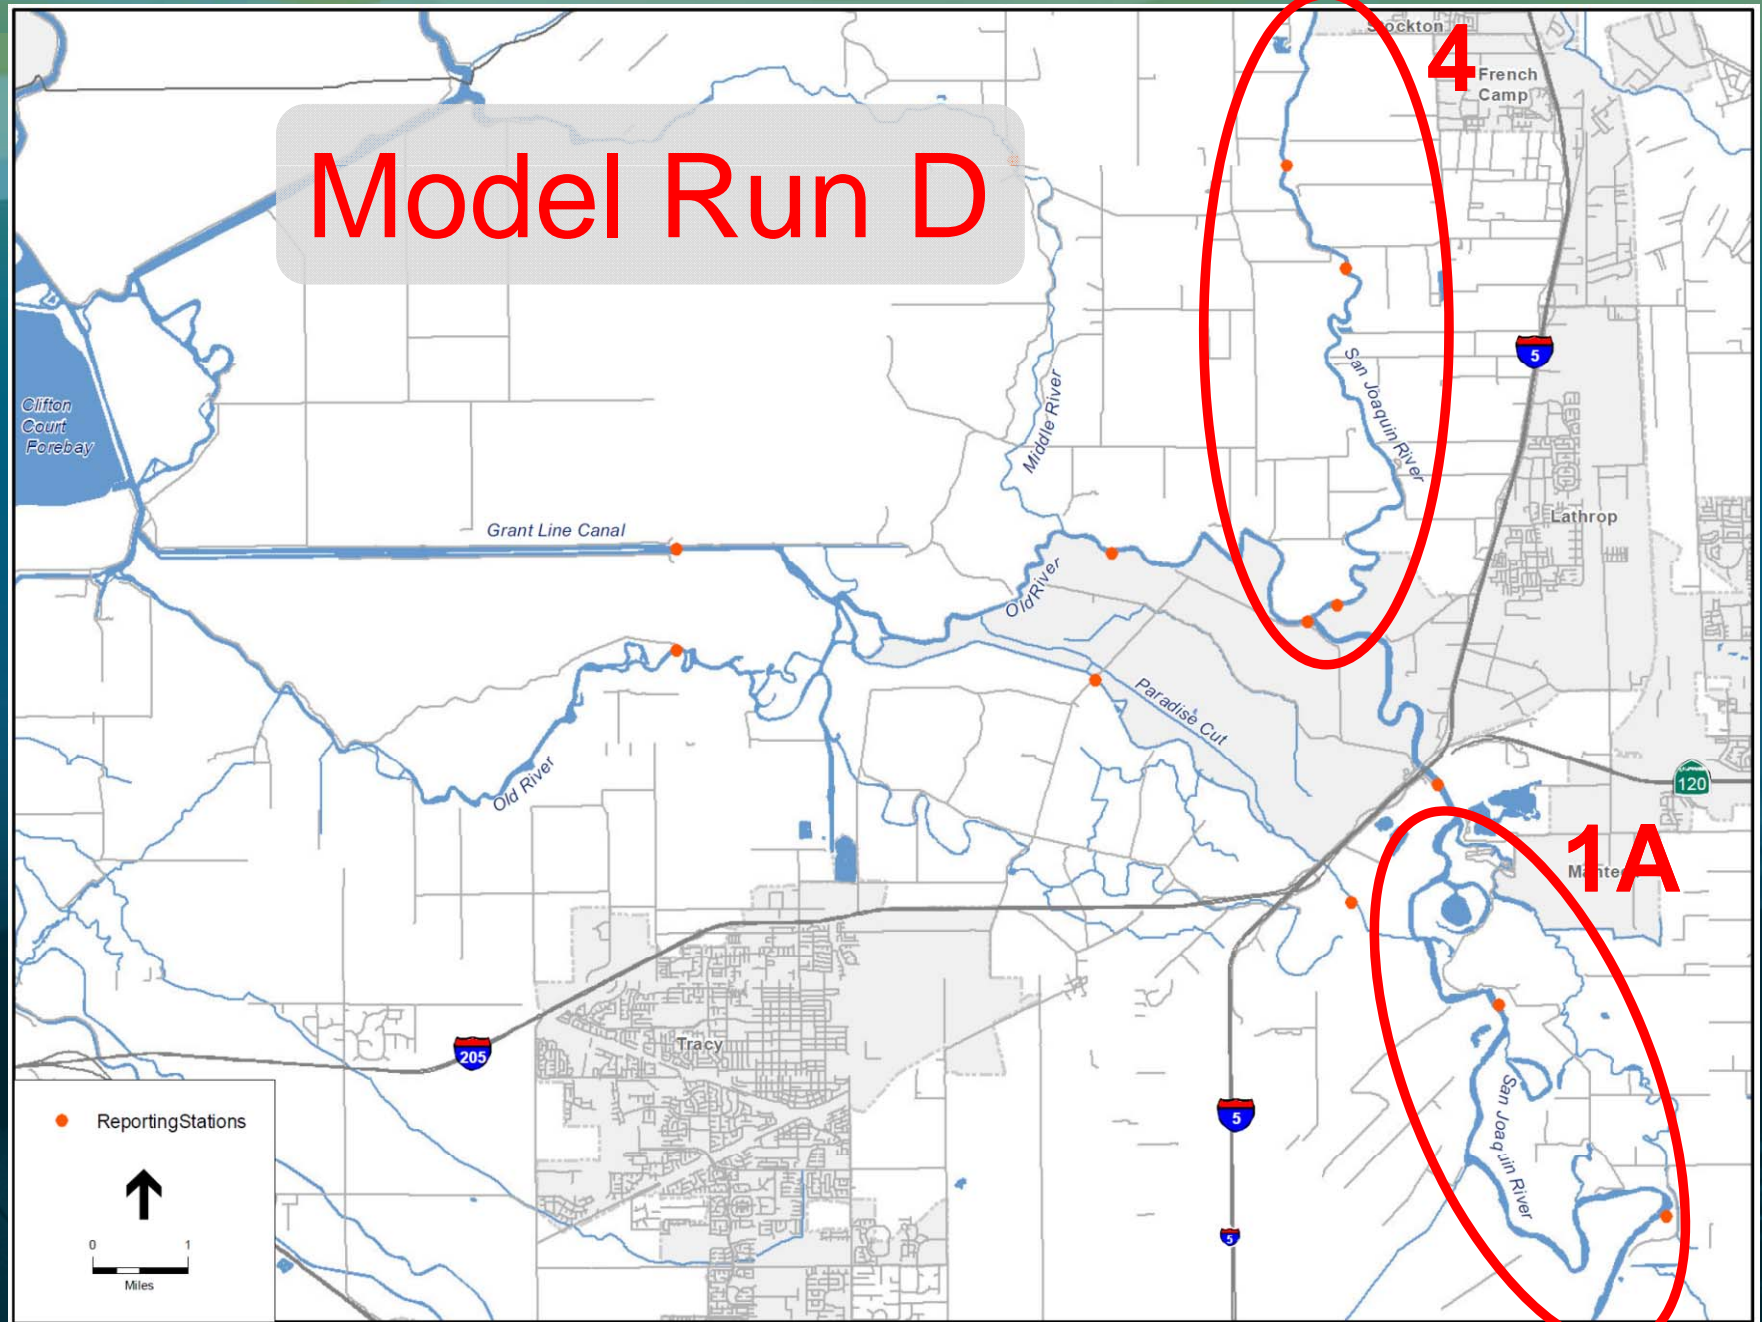 Stockton
4
French
Camp
Model Run D
5
San Joaquin River
Clifton
Court
Forebay
Middle River
Lathrop
Grant Line Canal
Old River
Paradise Cut
Old River
120
1A
Tracy
205
5
San Joaquin River
ReportingStations
5
0 1
Miles